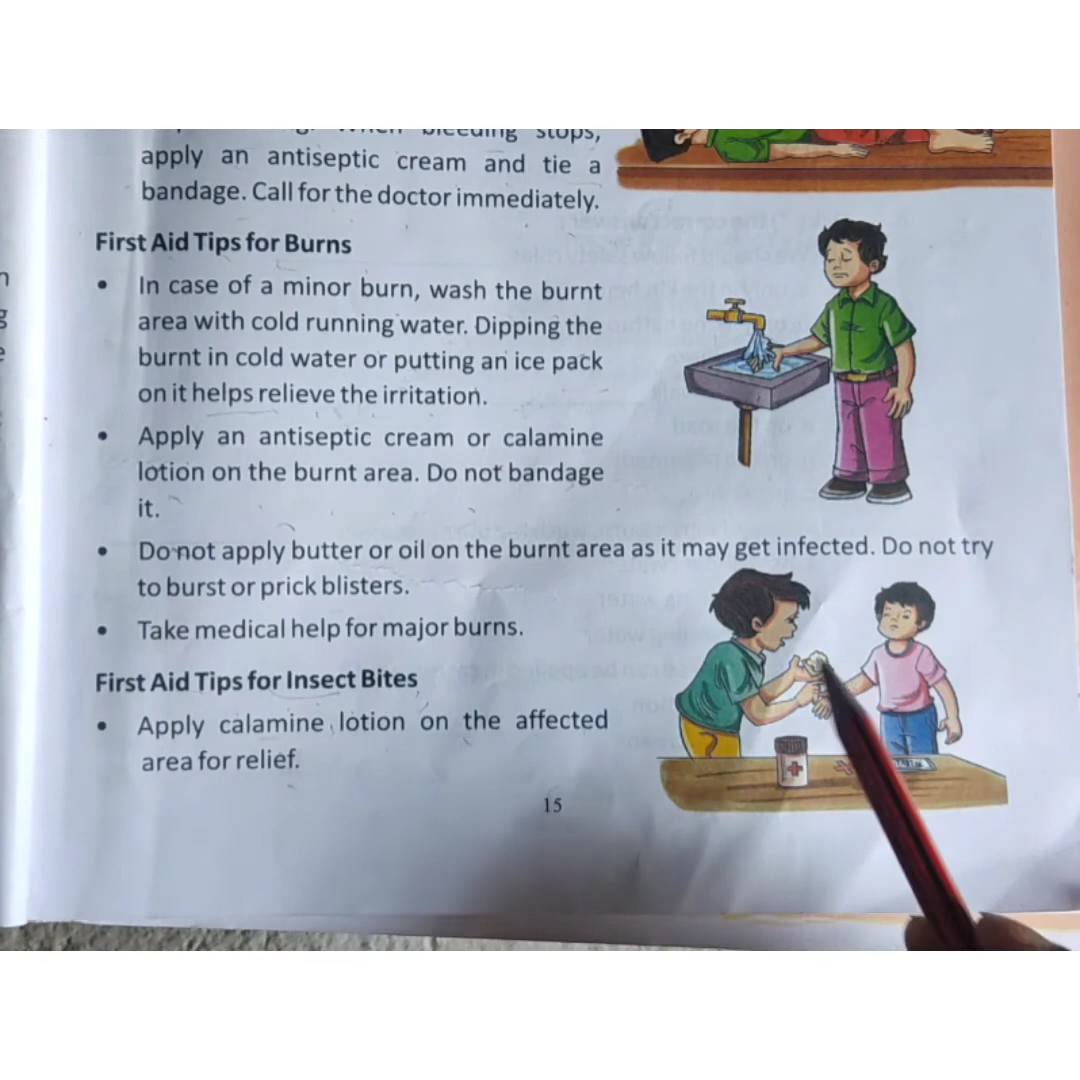 bleeding stops,
apply an antiseptic cream and tie a
bandage. Call for the doctor immediately.
First Aid Tips for Burns
• In case of a minor burn, wash the burnt
area with cold running water. Dipping the
burnt in cold water or putting an ice pack
on it helps relieve the irritation.
• Apply an antiseptic cream or calamine
lotion on the burnt area. Do not bandage
it.
• Do not apply butter or oil on the burnt area as it may get infected. Do not try
to burst or prick blisters.
• Take medical help for major burns.
First Aid Tips for Insect Bites
• Apply calamine lotion on the affected
area for relief.
15